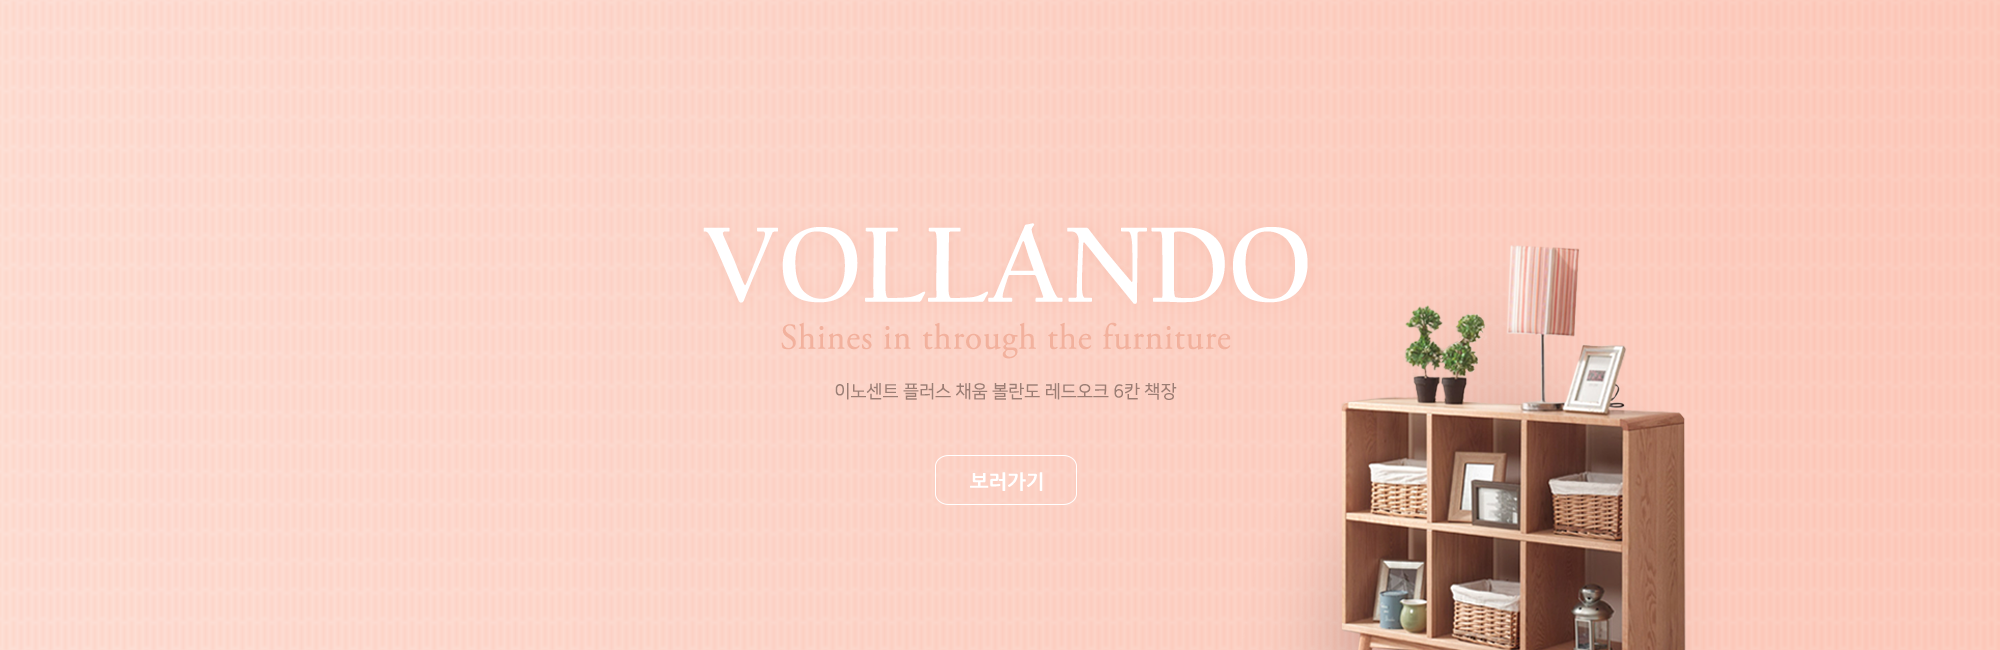 VOLLANDO
Shines in through the furniture
이노센트 플러스 채움 볼란도 레드오크 6칸 책장
보러가기